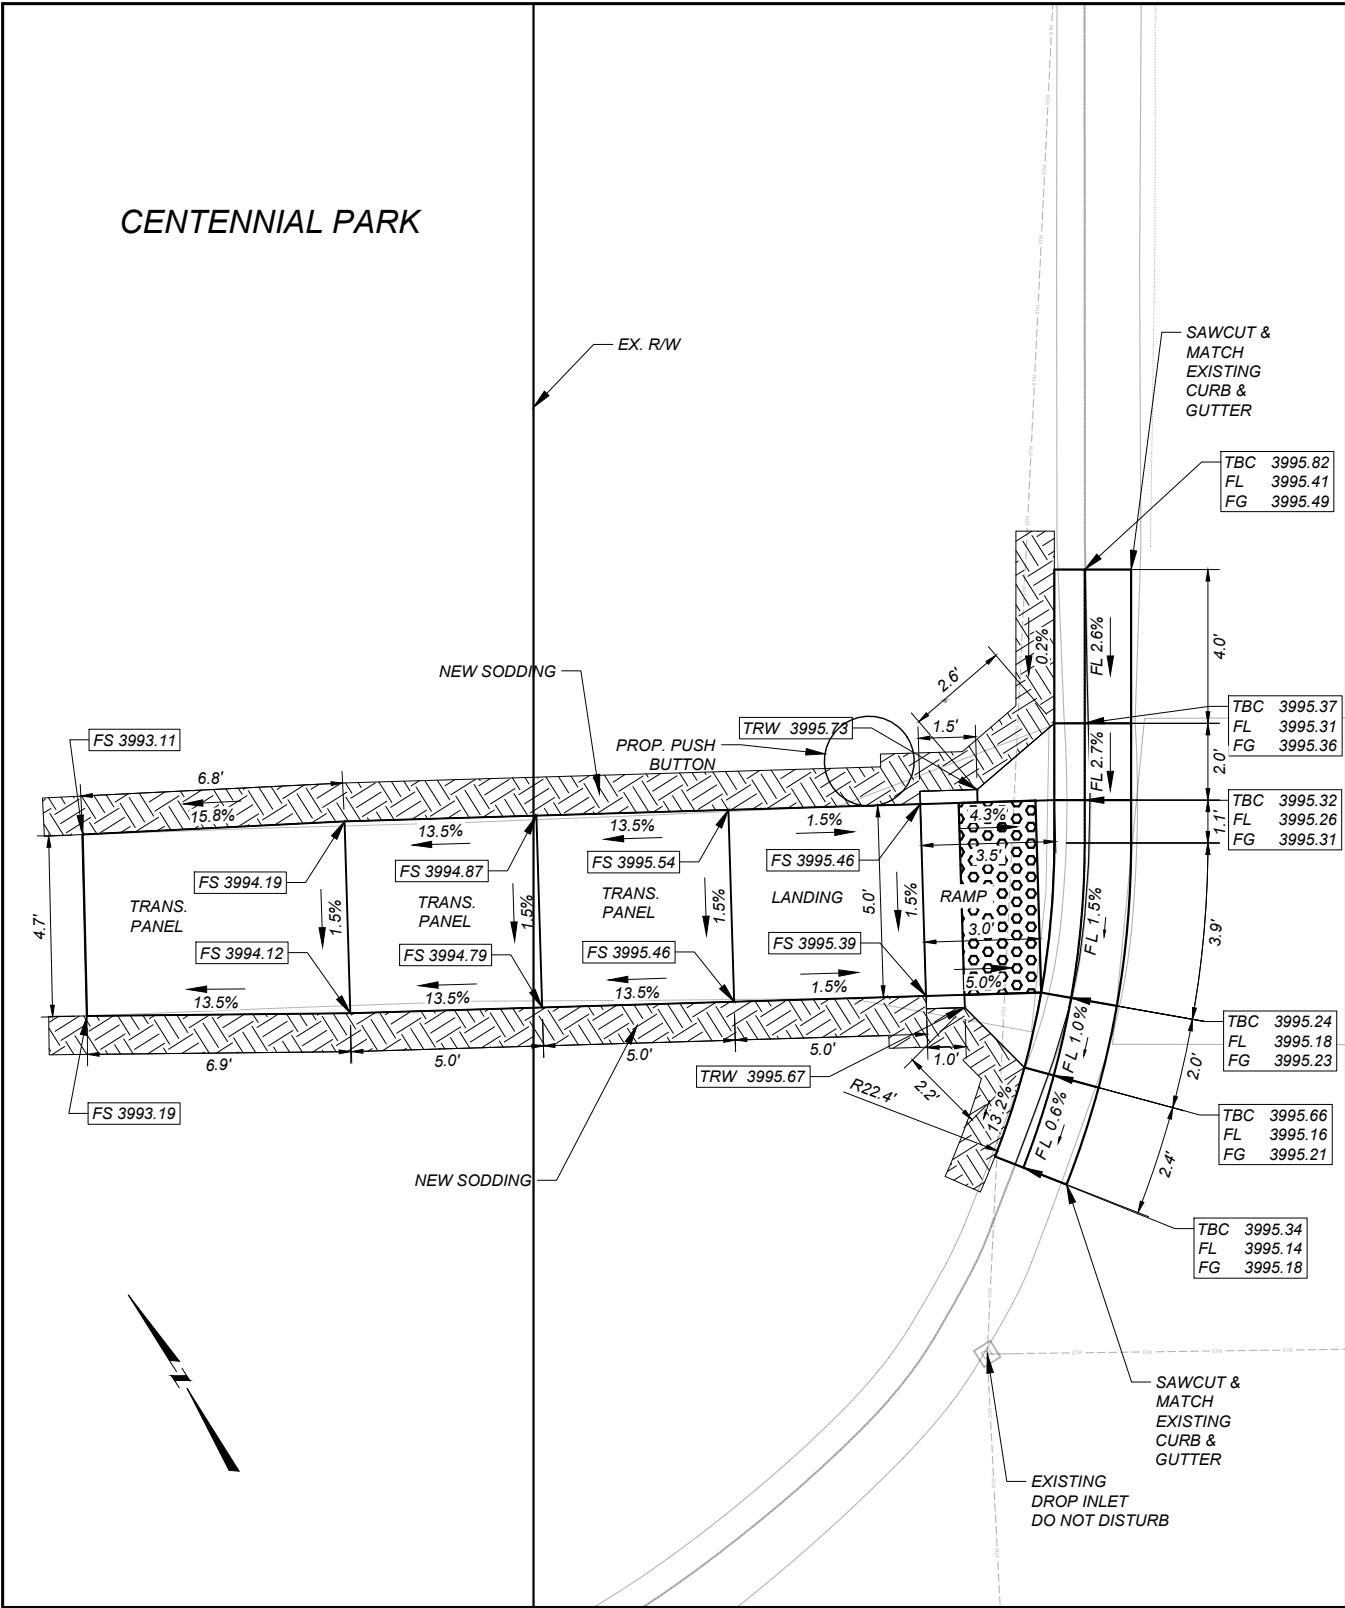 CENTENNIAL PARK
EX. R/W
SAWCUT &
MATCH
EXISTING
CURB &
GUTTER
TBC 3995.82
FL 3995.41
FG 3995.49
4.0'
FL 2.6%
0.2%
2.6'
NEW SODDING
TBC 3995.37
FL 3995.31
FG 3995.36
2.0'
FL 2.7%
FS 3993.11
TRW 3995.73
1.5'
PROP. PUSH
BUTTON
6.8'
15.8%
TBC 3995.32
FL 3995.26
FG 3995.31
1.1'
13.5%
13.5%
1.5%
4.3%
3.5'
FS 3994.19
FS 3994.87
FS 3995.54
FS 3995.46
TRANS.
PANEL
TRANS.
PANEL
TRANS.
PANEL
LANDING
RAMP
4.7'
1.5%
1.5%
1.5%
5.0'
1.5%
3.0'
FL 1.5%
3.9'
FS 3994.12
FS 3994.79
FS 3995.46
FS 3995.39
13.5%
13.5%
13.5%
1.5%
5.0%
TBC 3995.24
FL 3995.18
FG 3995.23
6.9'
5.0'
5.0'
5.0'
1.0'
FL 1.0%
2.0'
TRW 3995.67
R22.4'
2.2'
13.2%
FL 0.6%
FS 3993.19
TBC 3995.66
FL 3995.16
FG 3995.21
2.4'
NEW SODDING
TBC 3995.34
FL 3995.14
FG 3995.18
SAWCUT &
MATCH
EXISTING
CURB &
GUTTER
EXISTING
DROP INLET
DO NOT DISTURB